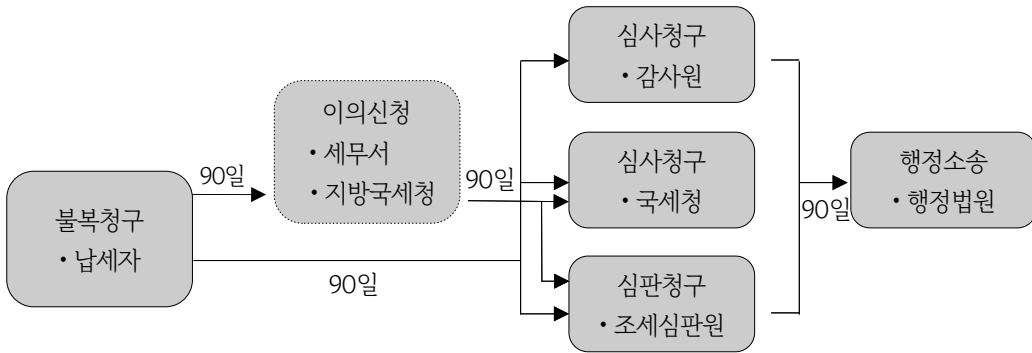 불복청구
• 납세자
90일
이의신청
• 세무서
• 지방국세청
90일
90일
심사청구
• 감사원
심사청구
• 국세청
심판청구
• 조세심판원
90일
행정소송
• 행정법원